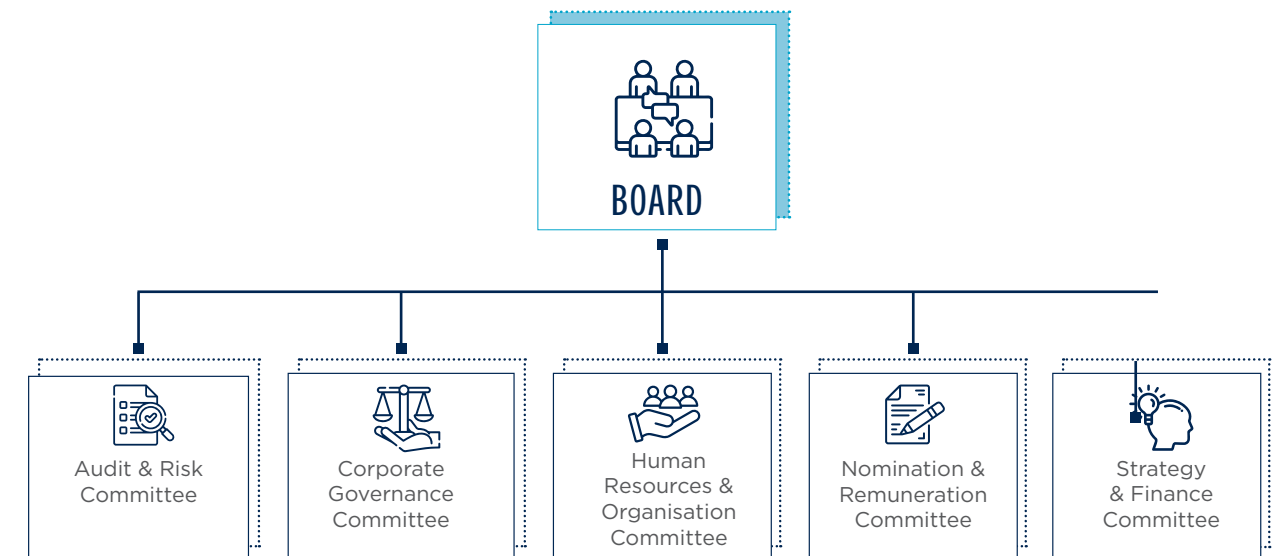 BOARD
Audit & Risk
Committee
Corporate
Governance
Committee
Human
Resources &
Organisation
Committee
Nomination &
Remuneration
Committee
Strategy
& Finance
Committee